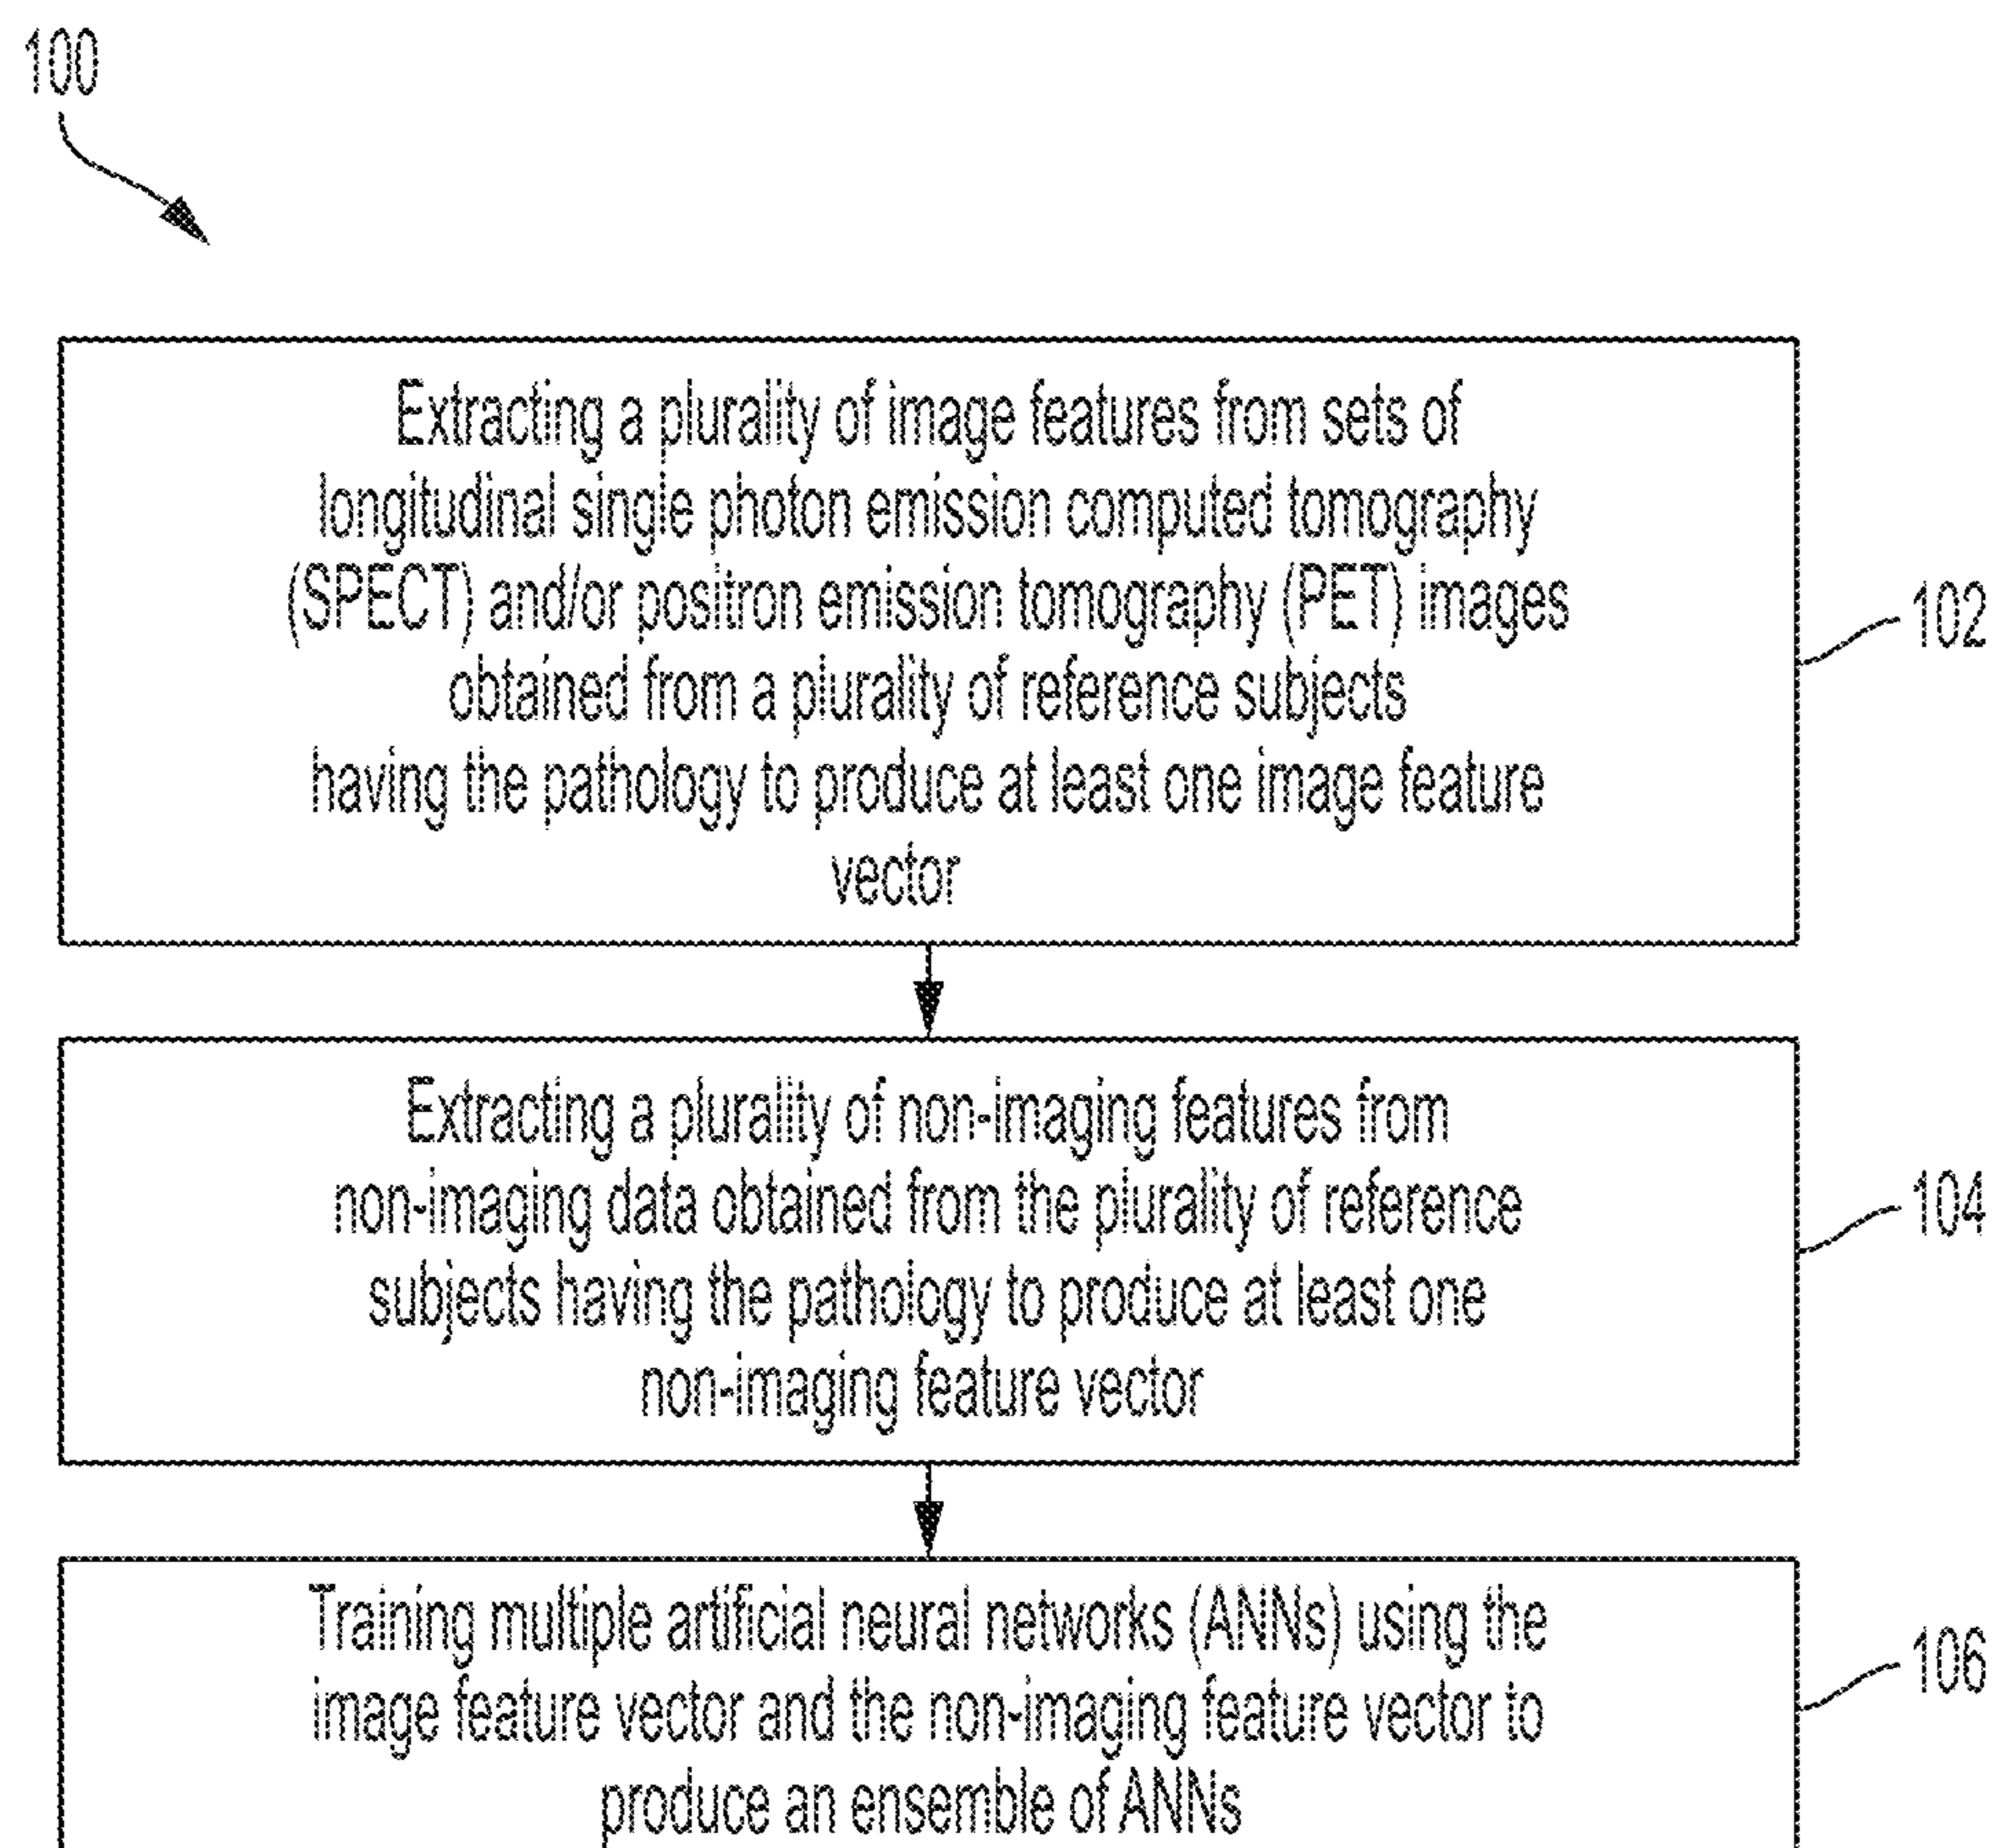 100
Extracting a plurality of image features from sets of
longitudinal single photon emission computed tomography
(SPECT) and/or positron emission tomography (PET) images
obtained from a plurality of reference subjects
having the pathology to produce at least one image feature
vector
102
Extracting a plurality of non-imaging features from
non-imaging data obtained from the plurality of reference
subjects having the pathology to produce at least one
non-imaging feature vector
104
Training multiple artificial neural networks (ANNs) using the
image feature vector and the non-imaging feature vector to
produce an ensemble of ANNs
106